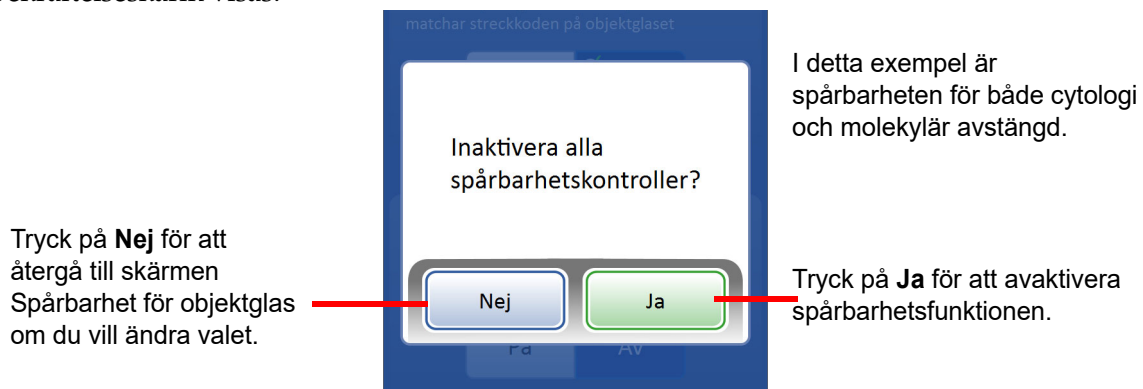 matchar streckkoden på objektglaset
I detta exempel är
spårbarheten för både cytologi
och molekylär avstängd.
Inaktivera alla
spårbarhetskontroller?
Tryck på Nej för att
återgå till skärmen
Spårbarhet för objektglas
om du vill ändra valet.
Nej
Ja
Tryck på Ja för att avaktivera
spårbarhetsfunktionen.
På
Av